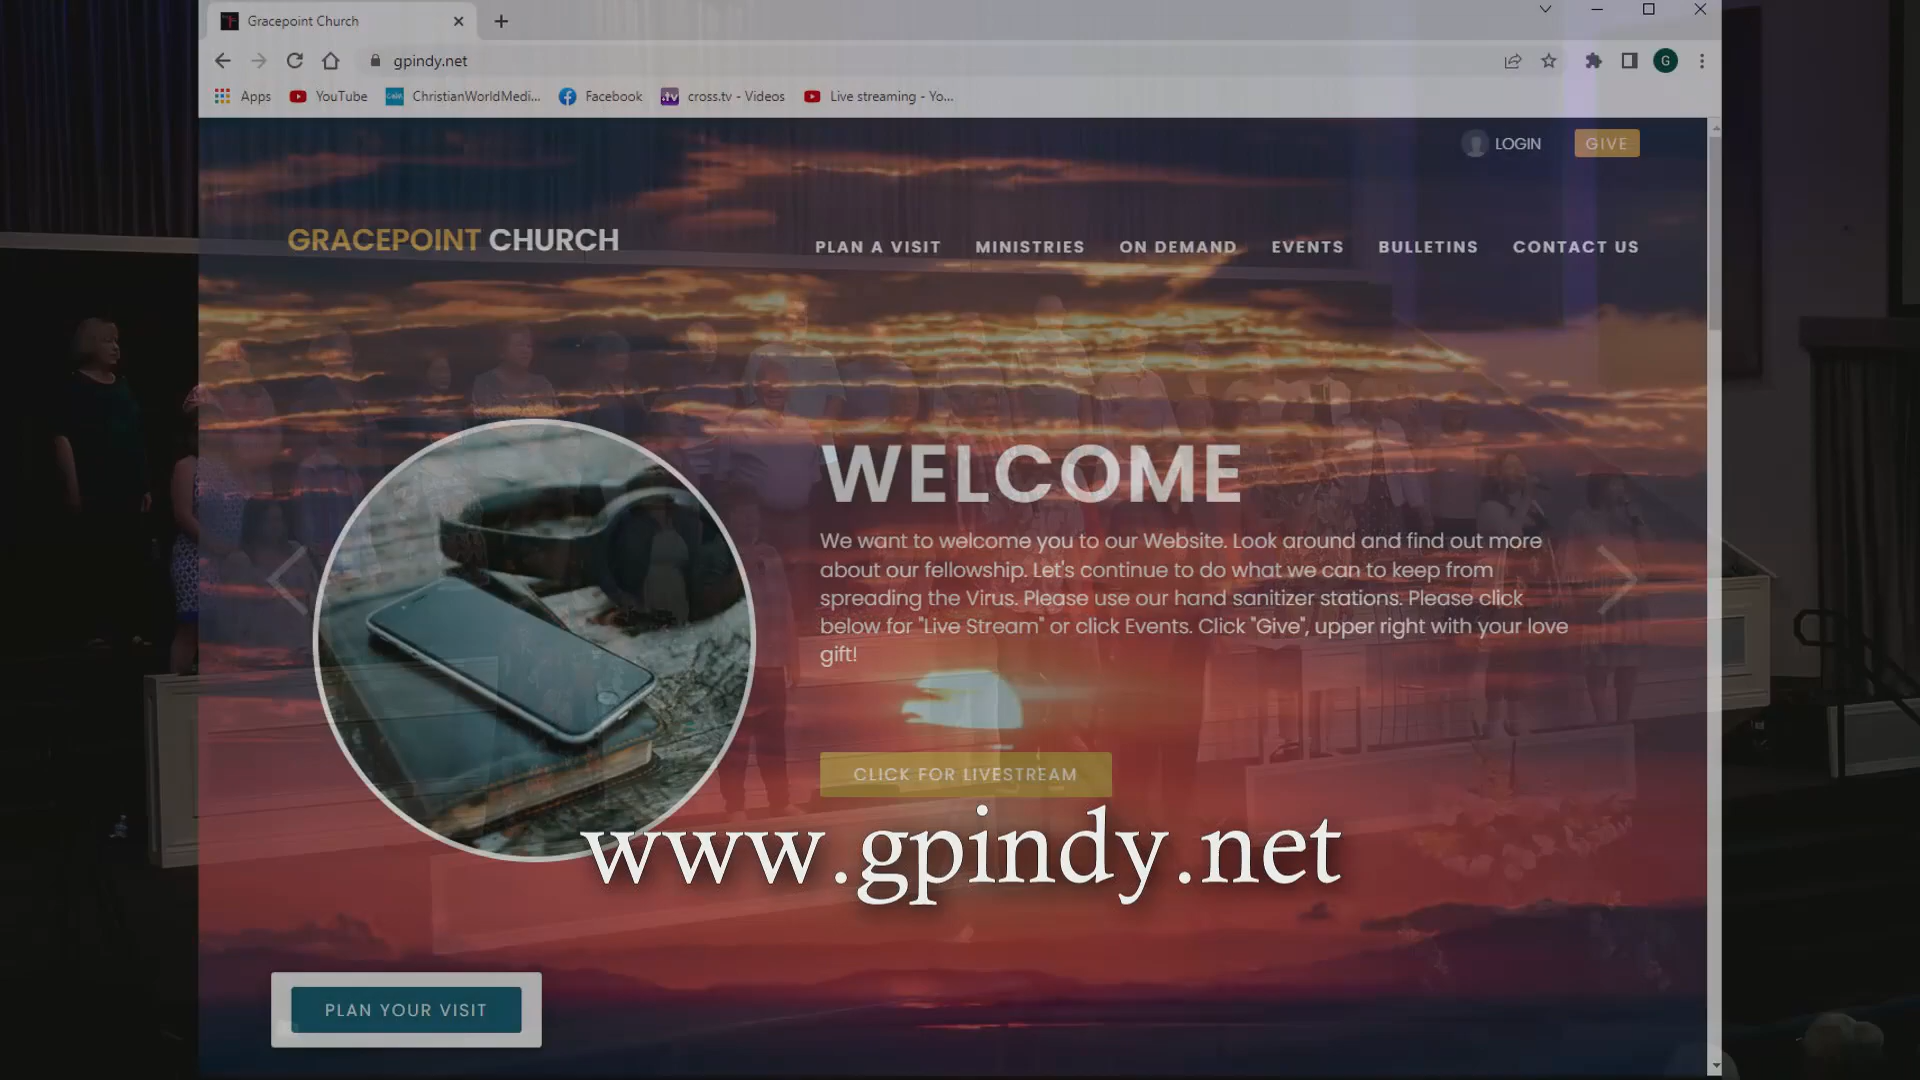 Gracepoint Church
gpindy.net
G
Apps YouTube ChristianWorldMedi... Facebook cross.tv - Videos Live streaming - Yo...
LOGIN GIVE
GRACEPOINT CHURCH
PLAN A VISIT MINISTRIES ON DEMAND EVENTS BULLETINS CONTACT US
WELCOME
We want to welcome you to our Website. Look around and find out more
about our fellowship. Let's continue to do what we can to keep from
spreading the Virus. Please use our hand sanitizer stations. Please click
below for "Live Stream" or click Events. Click "Give", upper right with your love
gift!
CLICK FOR LIVESTREAM
www.gpindy.net
PLAN YOUR VISIT